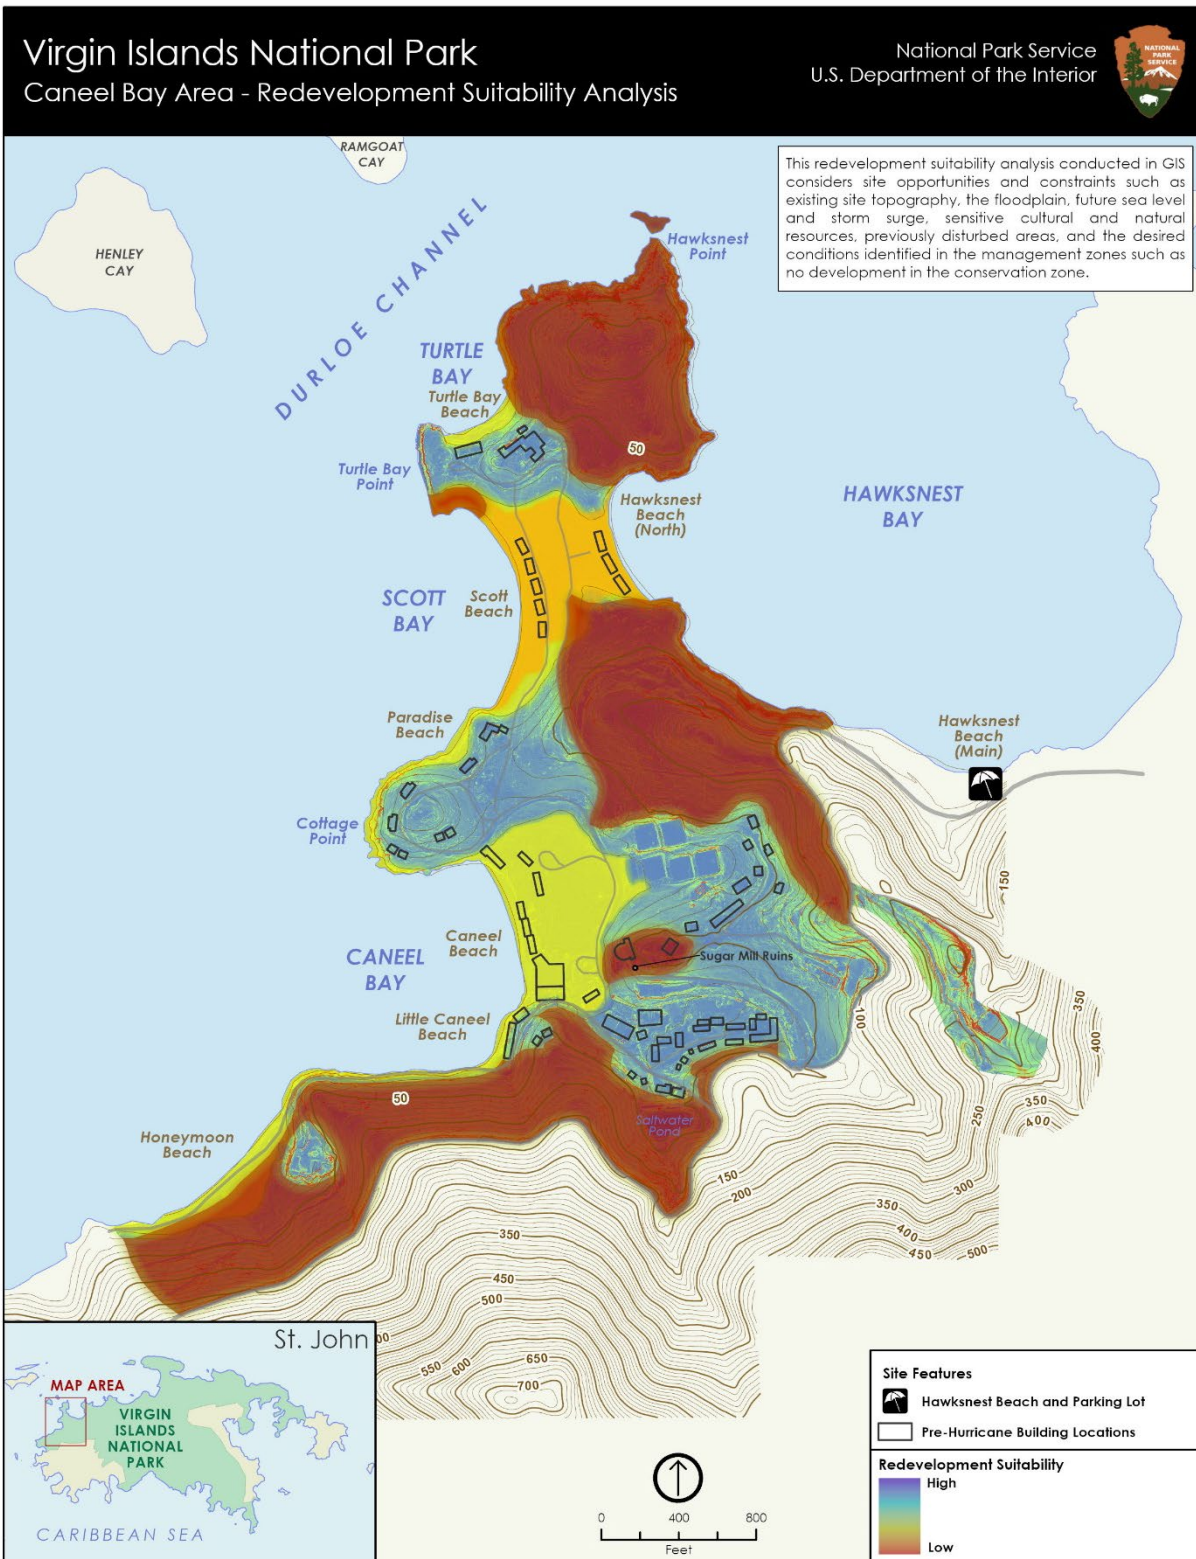 Virgin Islands National Park
Caneel Bay Area - Redevelopment Suitability Analysis
National Park Service
U.S. Department of the Interior
NATIONAL
PARK
SERVICE
This redevelopment suitability analysis conducted in GIS
considers site opportunities and constraints such as
existing site topography, the floodplain, future sea level
and storm surge, sensitive cultural and natural
resources, previously disturbed areas, and the desired
conditions identified in the management zones such as
no development in the conservation zone.
RAMGOAT
CAY
HENLEY
CAY
DURLOE CHANNEL
Hawksnest
Point
TURTLE
BAY
Turtle Bay
Beach
50
Turtle Bay
Point
Hawksnest
Beach
(North)
HAWKSNEST
BAY
SCOTT
BAY
Scott
Beach
Paradise
Beach
Hawksnest
Beach
(Main)
Cottage
Point
150
Caneel
Beach
CANEEL
BAY
Sugar Mill Ruins
Little Caneel
Beach
100
350
400
50
250
350
400
Saltwater
Pond
Honeymoon
Beach
150
200
300
350
400
450
500
350
450
500
00
550
600
650
700
St. John
MAP AREA
VIRGIN
ISLANDS
NATIONAL
PARK
CARIBBEAN SEA
0
400
800
Feet
Site Features
Hawksnest Beach and Parking Lot
Pre-Hurricane Building Locations
Redevelopment Suitability
High
Low